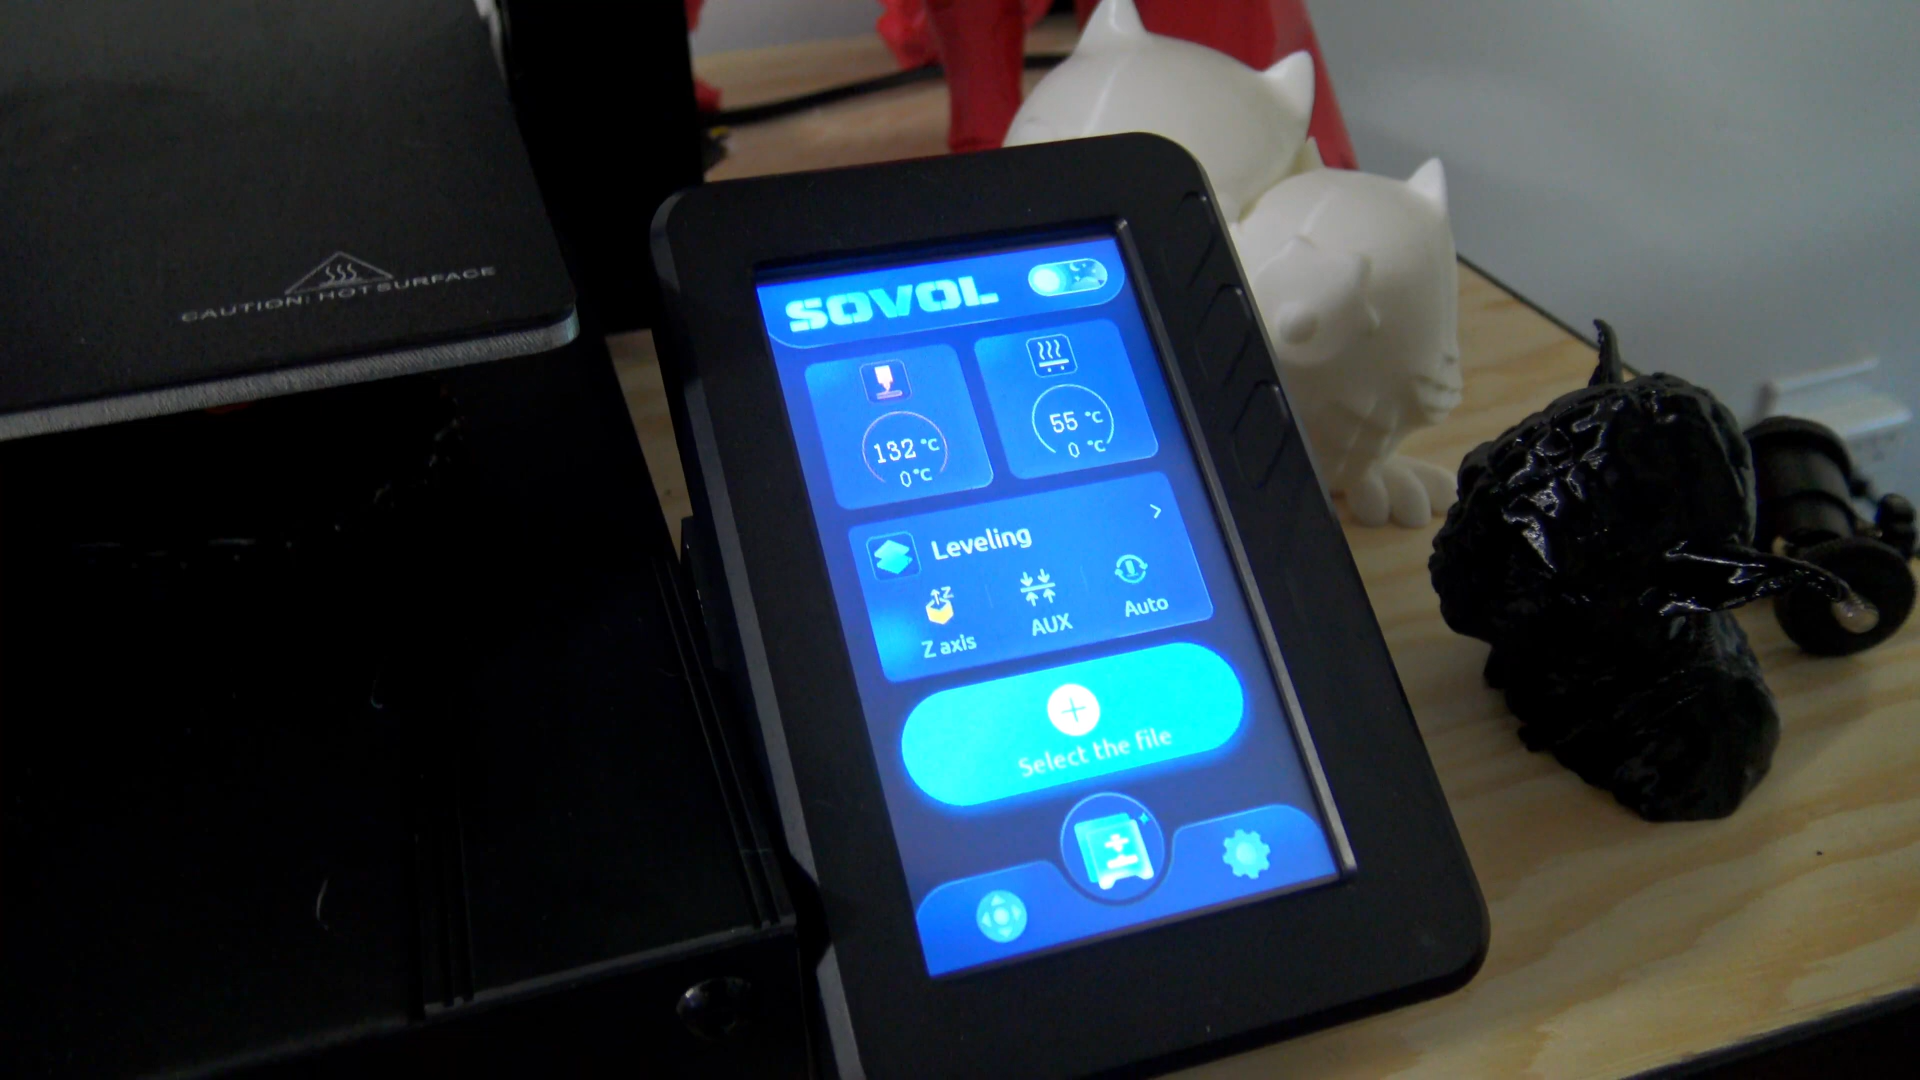 CAUTION: HOT SURFACE
SOVOL
132 °C
0 °C
55 °C
0 °C
Leveling
Z
Z axis
AUX
Auto
Select the file